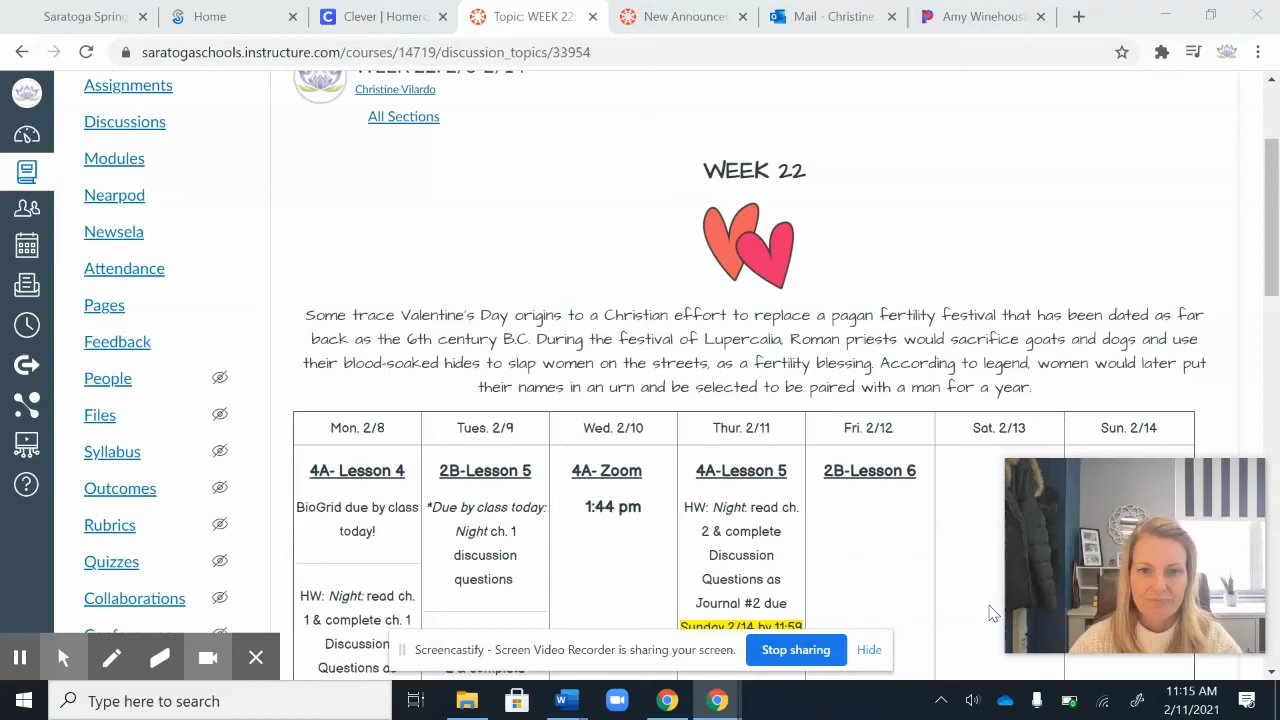 Saratoga Spring
Home
Clever | Homero
Topic: WEEK 22:
New Announce
Mail - Christine
Amy Winehous
saratogaschools.instructure.com/courses/14719/discussion_topics/33954
Christine Vilardo
All Sections
Assignments
Discussions
Modules
Nearpod
Newsela
Attendance
Pages
Feedback
People
Files
Syllabus
Outcomes
Rubrics
Quizzes
Collaborations
WEEK 22
Some trace Valentine's Day origins to a Christian effort to replace a pagan fertility festival that has been dated as far
back as the 6th century B.C. During the festival of Lupercalia, Roman priests would sacrifice goats and dogs and use
their blood-soaked hides to slap women on the streets, as a fertility blessing. According to legend, women would later put
their names in an urn and be selected to be paired with a man for a year.
Mon. 2/8
Tues. 2/9
Wed. 2/10
Thur. 2/11
Fri. 2/12
Sat. 2/13
Sun. 2/14
4A- Lesson 4
BioGrid due by class
today!
HW: Night: read ch.
1 & complete ch. 1
Discussion
Questions as
2B-Lesson 5
*Due by class today:
Night ch. 1
discussion
questions
2 & complete
4A- Zoom
1:44 pm
4A-Lesson 5
HW: Night: read ch.
2 & complete
Discussion
Questions as
Journal #2 due
Sunday 2/14 by 11:59
2B-Lesson 6
Screencastify - Screen Video Recorder is sharing your screen.
Stop sharing
Hide
Type here to search
11:15 AM
2/11/2021